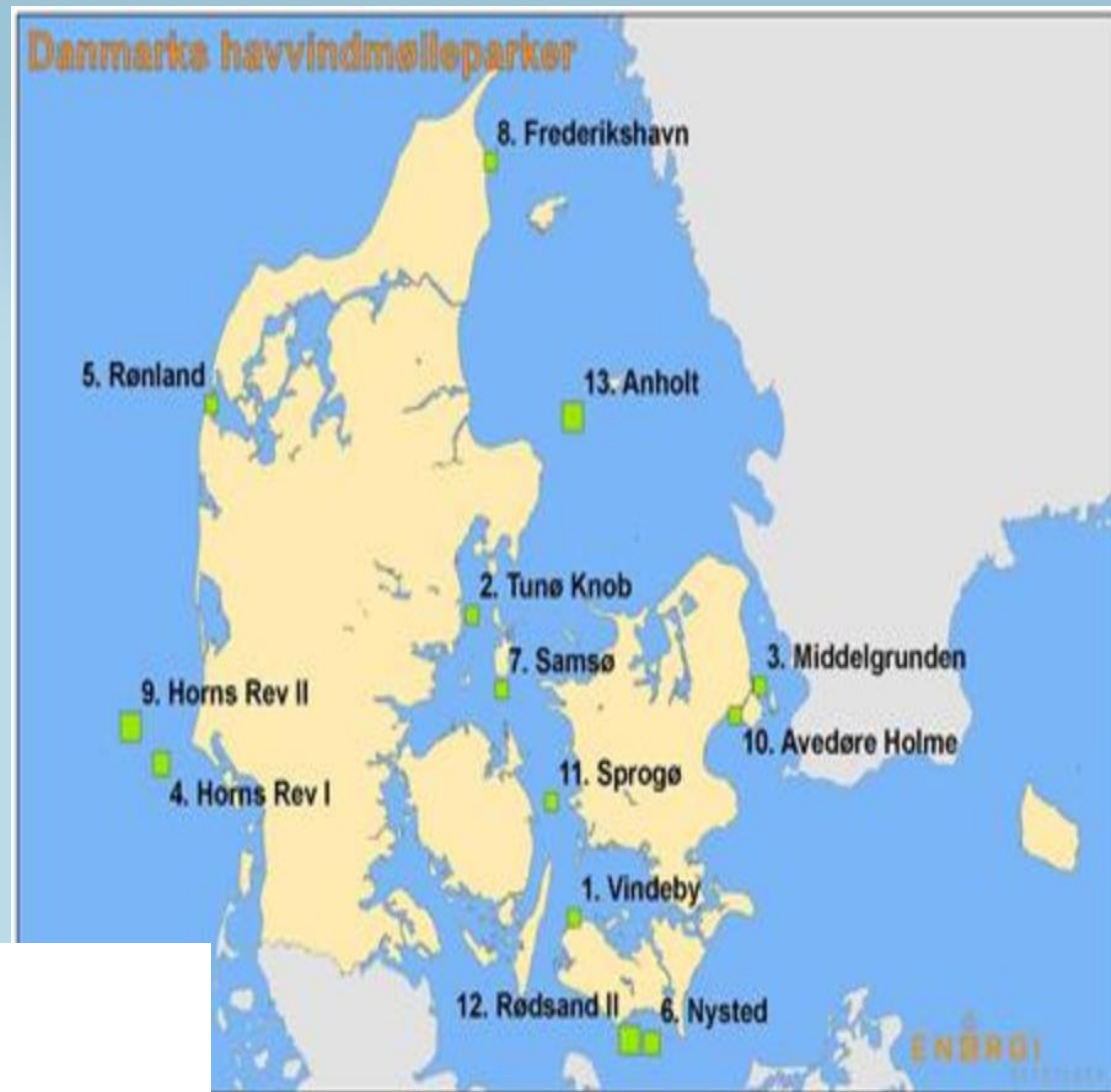 Danmarks havvindmølleparker
8. Frederikshavn
5. Rønland
13. Anholt
2. Tunø Knob
7. Samsø
3. Middelgrunden
9. Horns Rev II
10. Avedøre Holme
4. Horns Rev I
11. Sprogø
1. Vindeby
12. Rødsand II
6. Nysted